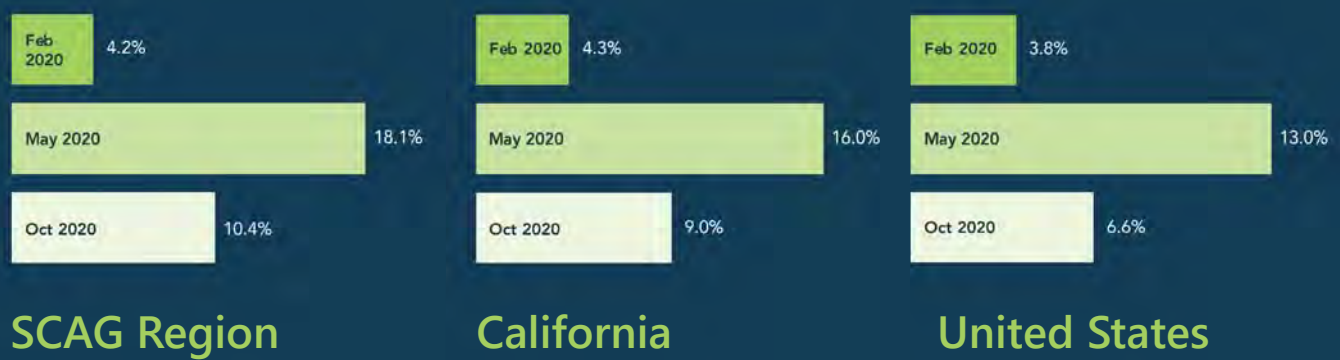 Feb
2020
4.2%
May 2020
18.1%
Oct 2020
10.4%
SCAG Region
Feb 2020
4.3%
May 2020
16.0%
Oct 2020
9.0%
California
Feb 2020
3.8%
May 2020
13.0%
Oct 2020
6.6%
United States